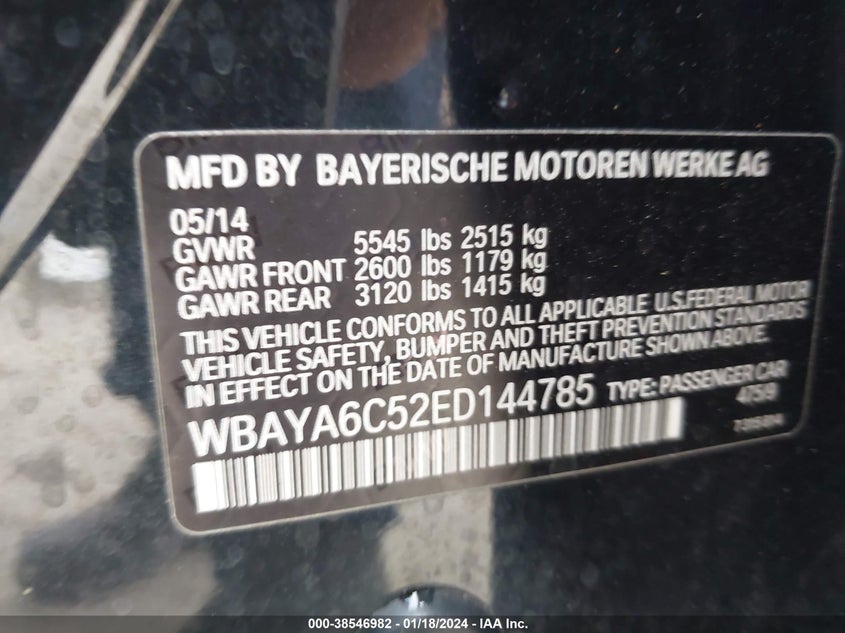 MFD BY BAYERISCHE MOTOREN WERKE AG
05/14
GVWR 5545 lbs 2515 kg
GAWR FRONT 2600 lbs 1179 kg
GAWR REAR 3120 lbs 1415 kg
THIS VEHICLE CONFORMS TO ALL APPLICABLE U.S.FEDERAL MOTOR
VEHICLE SAFETY, BUMPER AND THEFT PREVENTION STANDARDS
IN EFFECT ON THE DATE OF MANUFACTURE SHOWN ABOVE.
WBAYA6C52ED144785 TYPE: PASSENGER CAR
000-38546982 - 01/18/2024 - IAAI.com